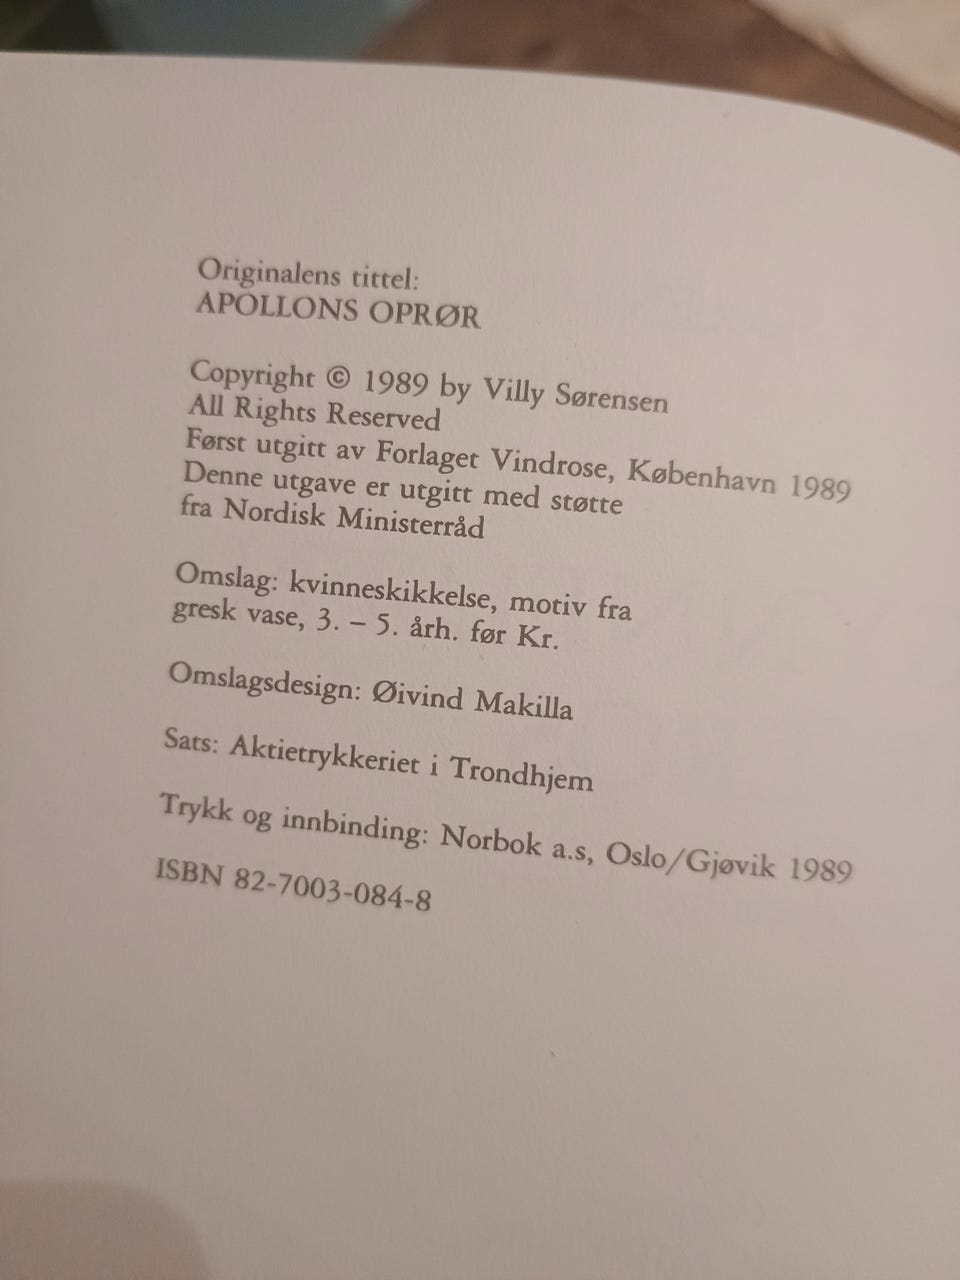 Originalens tittel:
APOLLONS OPRØR
Copyright © 1989 by Villy Sørensen
All Rights Reserved
Først utgitt av Forlaget Vindrose, København 1989
Denne utgave er utgitt med støtte
fra Nordisk Ministerråd
Omslag: kvinneskikkelse, motiv fra
gresk vase, 3. – 5. årh. før Kr.
Omslagsdesign: Øivind Makilla
Sats: Aktietrykkeriet i Trondhjem
Trykk og innbinding: Norbok a.s, Oslo/Gjøvik 1989
ISBN 82-7003-084-8